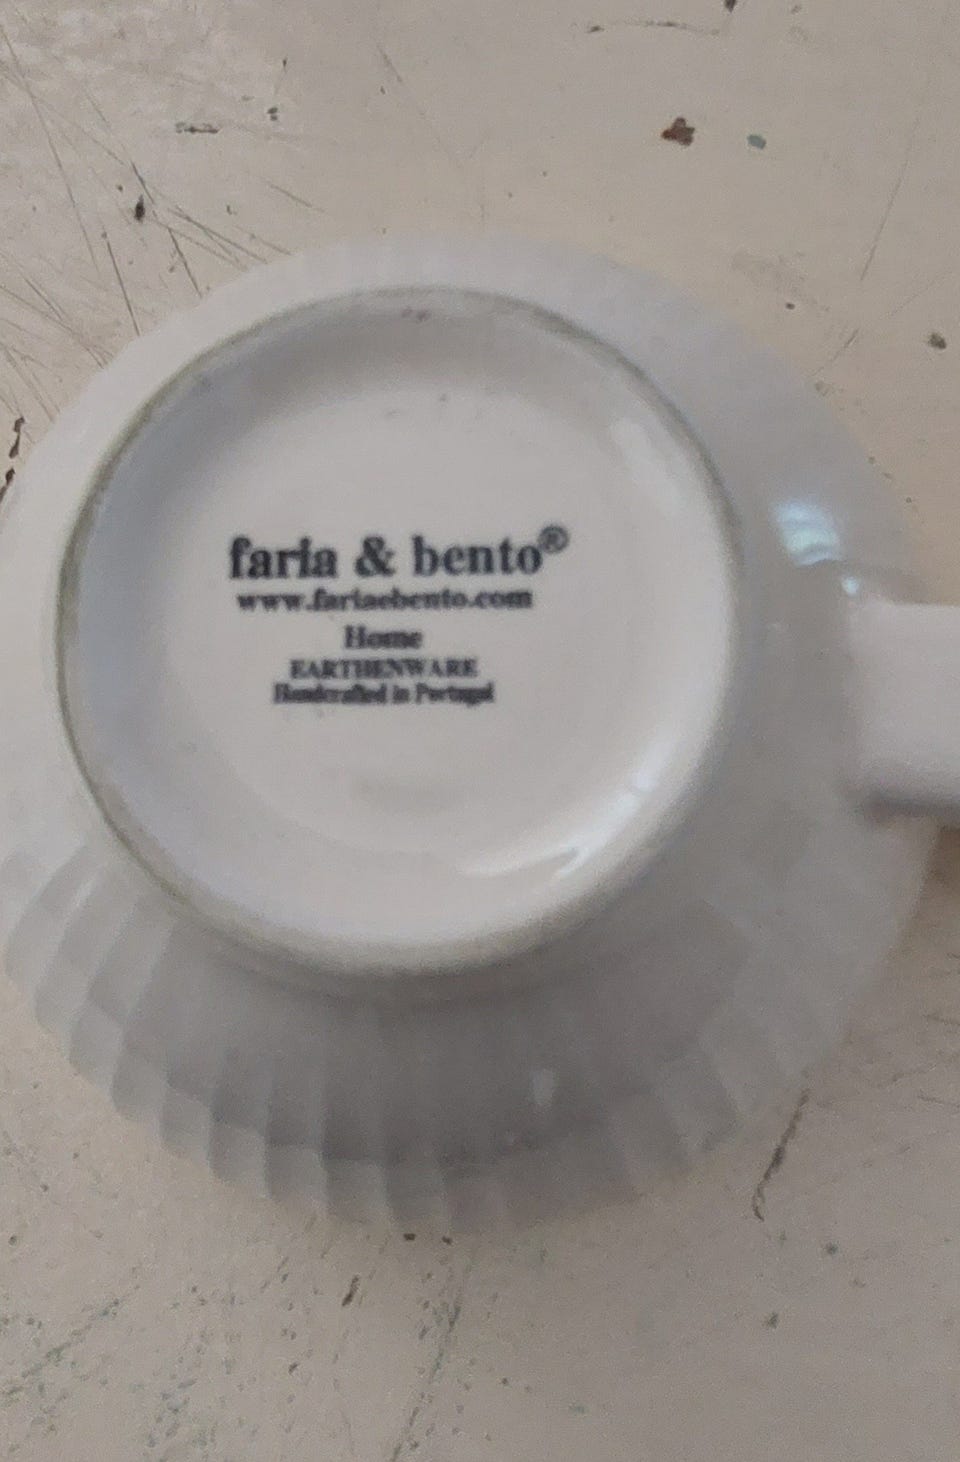 faria & bento®
www.fariaebento.com
Home
EARTHENWARE
Handcrafted in Portugal